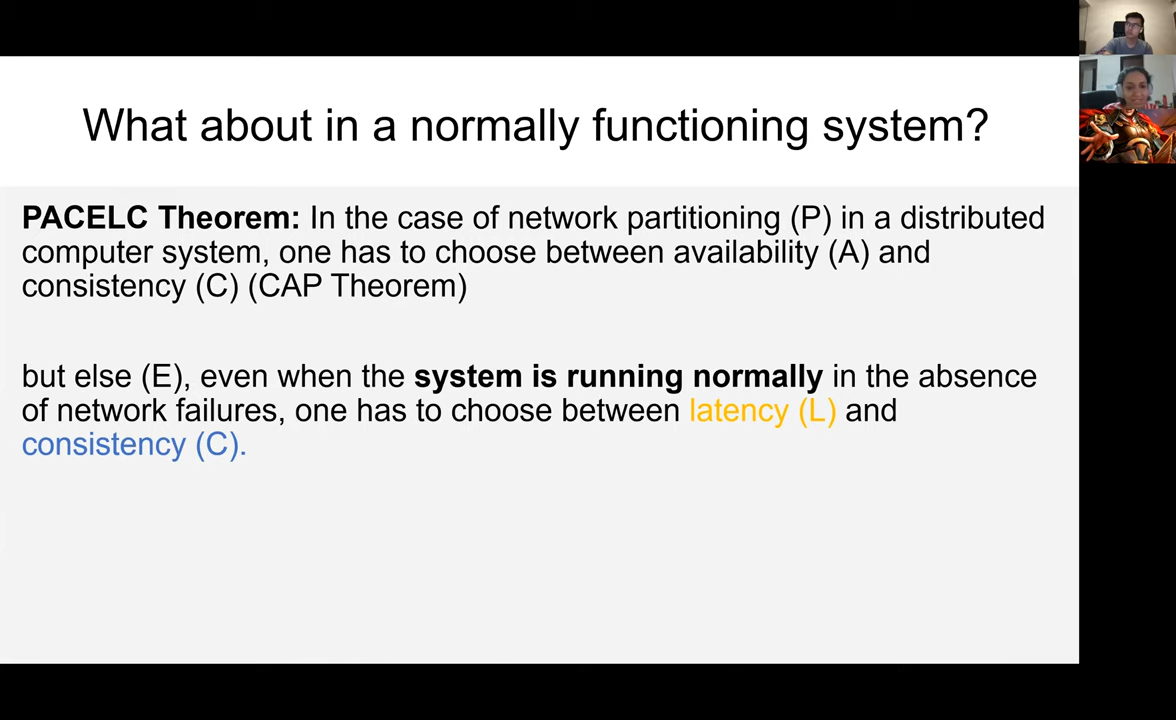 What about in a normally functioning system?
PACELC Theorem: In the case of network partitioning (P) in a distributed
computer system, one has to choose between availability (A) and
consistency (C) (CAP Theorem)
but else (E), even when the system is running normally in the absence
of network failures, one has to choose between latency (L) and
consistency (C).